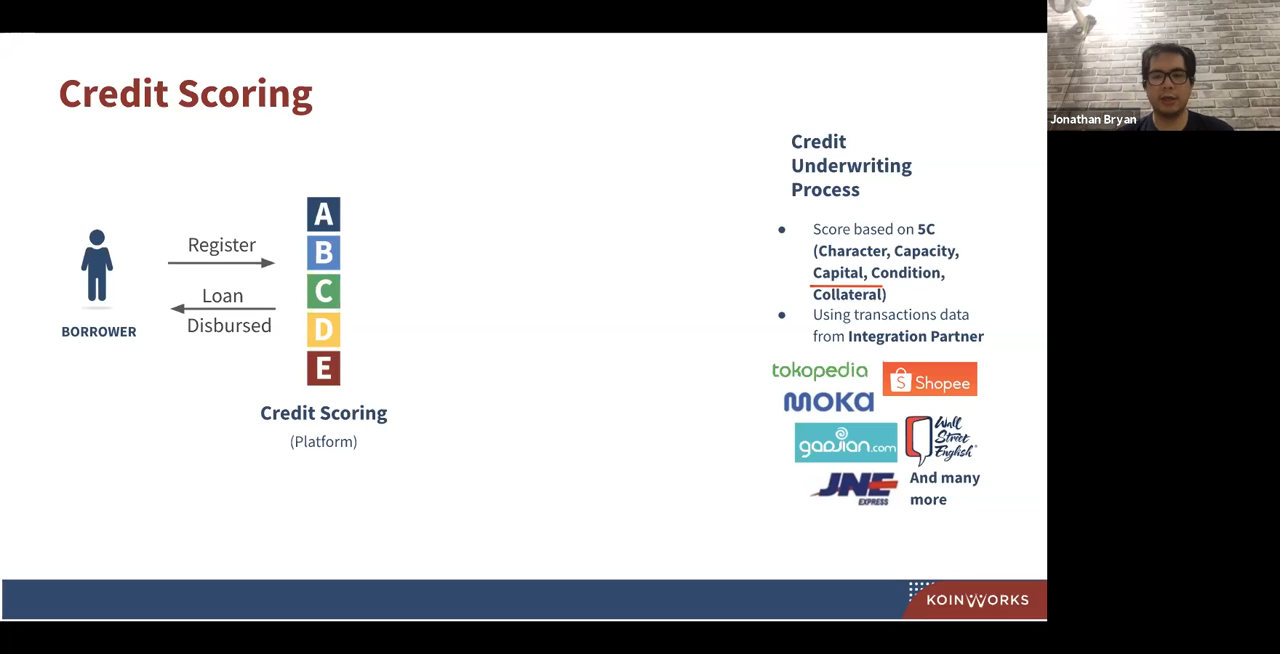 Credit Scoring
Jonathan Bryan
Register
Loan
Disbursed
BORROWER
A
B
C
D
E
Credit Scoring
(Platform)
Credit
Underwriting
Process
● Score based on 5C
(Character, Capacity,
Capital, Condition,
Collateral)
● Using transactions data
from Integration Partner
tokopedia
S Shopee
MOKA
gadjian.com
Wall
Street
English
JNE
EXPRESS
And many
more
KOINWORKS